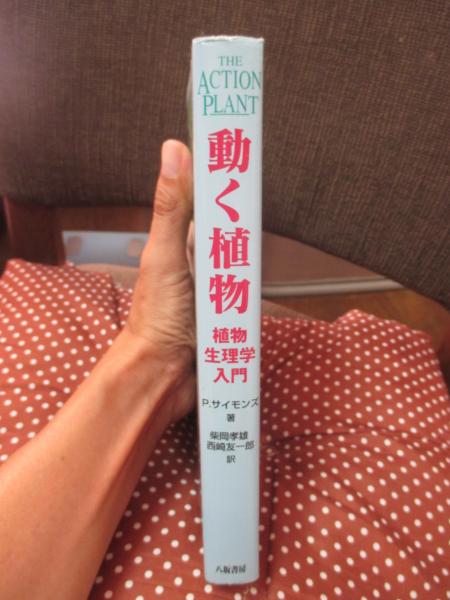 THE
ACTION
PLANT
動く植物
植物
生理学
入門
P.サイモンズ
著
柴岡孝雄
西崎友一郎
訳
八坂書房